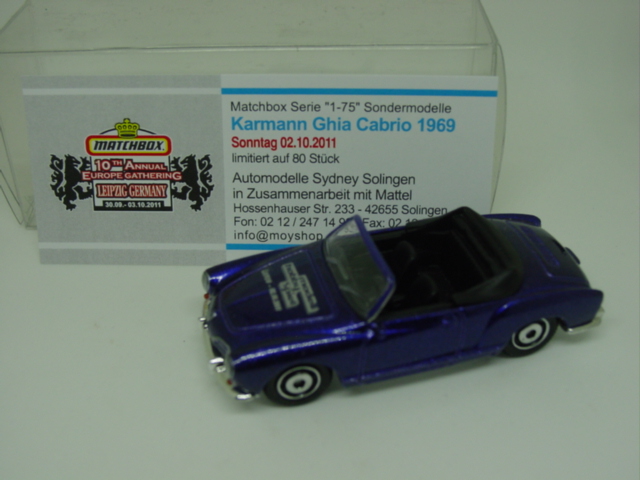 MATCHBOX
10TH ANNUAL
EUROPE GATHERING
LEIPZIG GERMANY
30.09.- 03.10.2011
Matchbox Serie "1-75" Sondermodelle
Karmann Ghia Cabrio 1969
Sonntag 02.10.2011
limitiert auf 80 Stück
Automodelle Sydney Solingen
in Zusammenarbeit mit Mattel
Hossenhauser Str. 233 - 42655 Solingen
Fon: 02 12 / 247 14 Fax: 02
info@moyshop